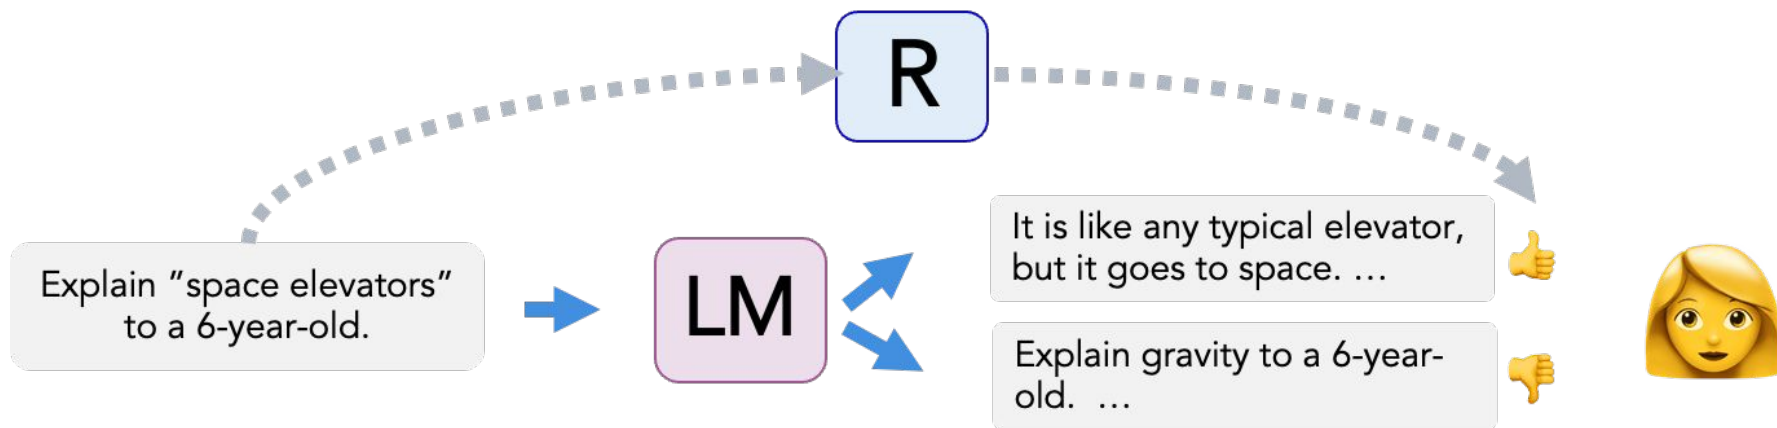 R
Explain ”space elevators”
to a 6-year-old.
LM
It is like any typical elevator,
but it goes to space. ...
Explain gravity to a 6-year-
old.  ...